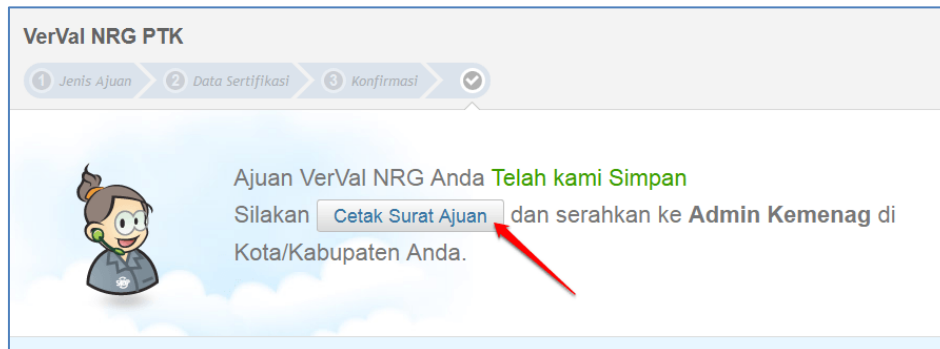 VerVal NRG PTK
1 Jenis Ajuan 2 Data Sertifikasi 3 Konfirmasi
Ajuan VerVal NRG Anda Telah kami Simpan
Silakan Cetak Surat Ajuan dan serahkan ke Admin Kemenag di
Kota/Kabupaten Anda.